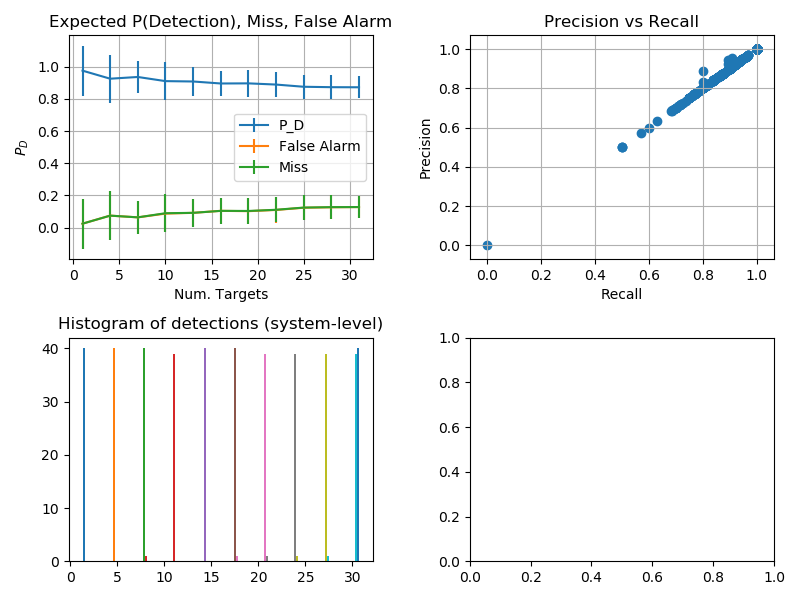 Expected P(Detection), Miss, False Alarm
1.0
0.8
0.6
0.4
0.2
0.0
P_D
P_D
False Alarm
Miss
0 5 10 15 20 25 30
Num. Targets
Precision vs Recall
1.0
0.8
0.6
0.4
0.2
0.0
Precision
0.0 0.2 0.4 0.6 0.8 1.0
Recall
Histogram of detections (system-level)
40
30
20
10
0
0 5 10 15 20 25 30
1.0
0.8
0.6
0.4
0.2
0.0
0.0 0.2 0.4 0.6 0.8 1.0